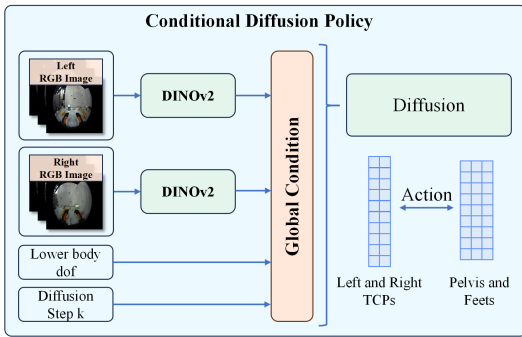 Conditional Diffusion Policy
Left
RGB Image
DINOv2
Right
RGB Image
DINOv2
Lower body
dof
Diffusion
Step k
Global Condition
Diffusion
Action
Left and Right
TCPs
Pelvis and
Feets